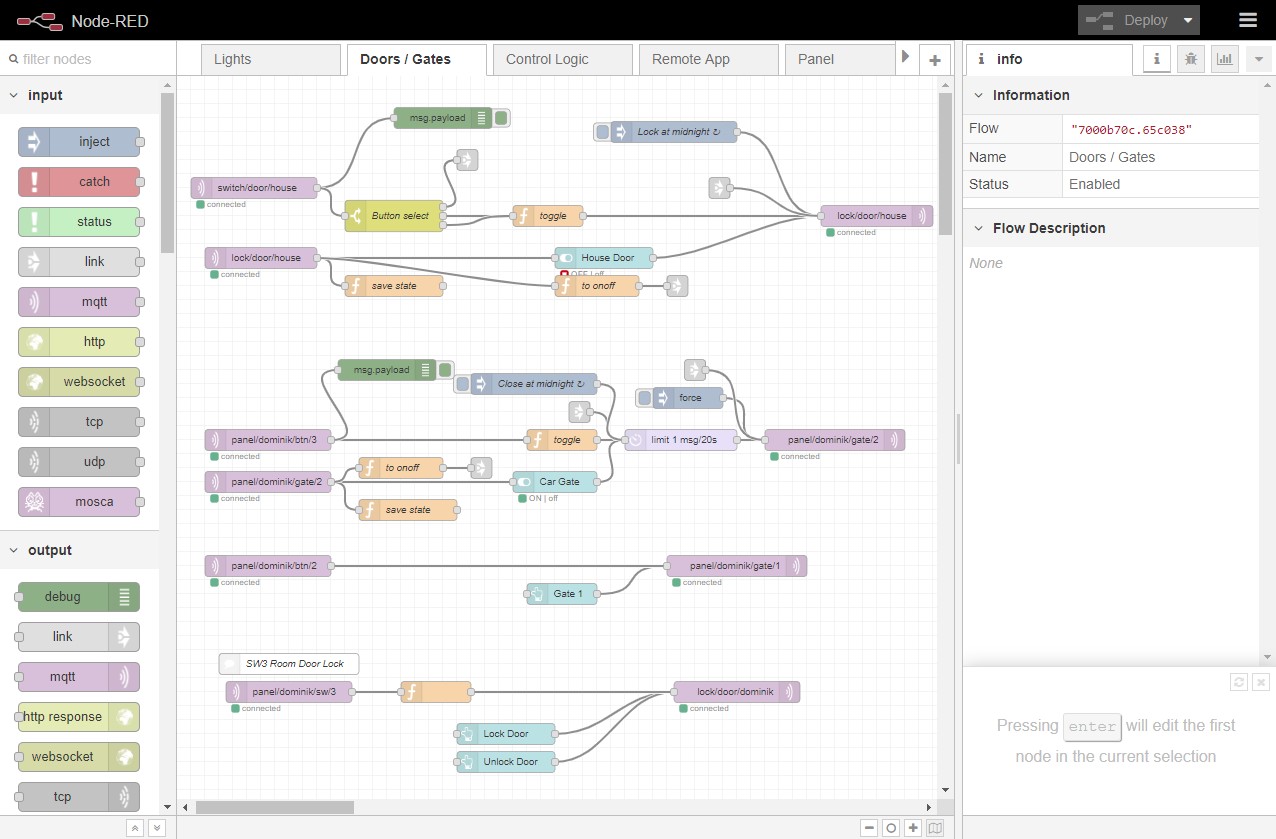 Node-RED
Deploy
filter nodes
Lights
Doors / Gates
Control Logic
Remote App
Panel
info
input
inject
catch
status
link
mqtt
http
websocket
tcp
udp
mosca
output
debug
link
mqtt
http response
websocket
tcp
msg.payload
Lock at midnight ↻
switch/door/house
connected
Button select
toggle
lock/door/house
connected
lock/door/house
connected
House Door
OFF | off
save state
to onoff
msg.payload
Close at midnight ↻
force
panel/dominik/btn/3
connected
toggle
limit 1 msg/20s
panel/dominik/gate/2
connected
to onoff
panel/dominik/gate/2
connected
Car Gate
ON | off
save state
panel/dominik/btn/2
connected
panel/dominik/gate/1
connected
Gate 1
SW3 Room Door Lock
panel/dominik/sw/3
connected
lock/door/dominik
connected
Lock Door
Unlock Door
Information
Flow "7000b70c.65c038"
Name Doors / Gates
Status Enabled
Flow Description
None
Pressing enter will edit the first
node in the current selection